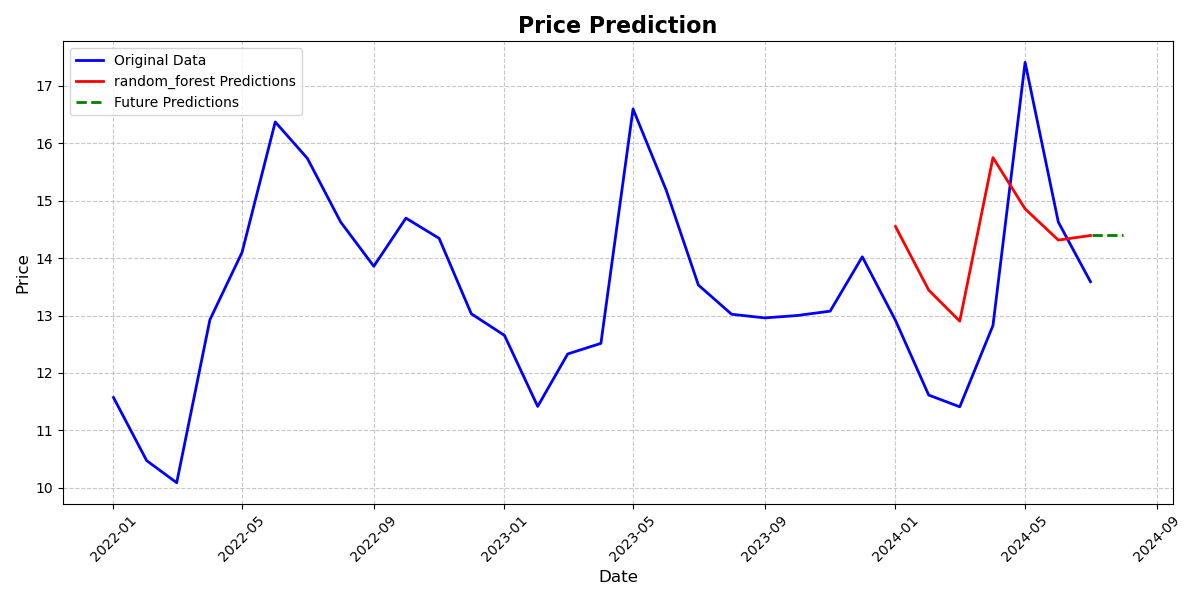 Price Prediction
Original Data
random_forest Predictions
Future Predictions
Price
17
16
15
14
13
12
11
10
2022-01
2022-05
2022-09
2023-01
2023-05
2023-09
2024-01
2024-05
2024-09
Date